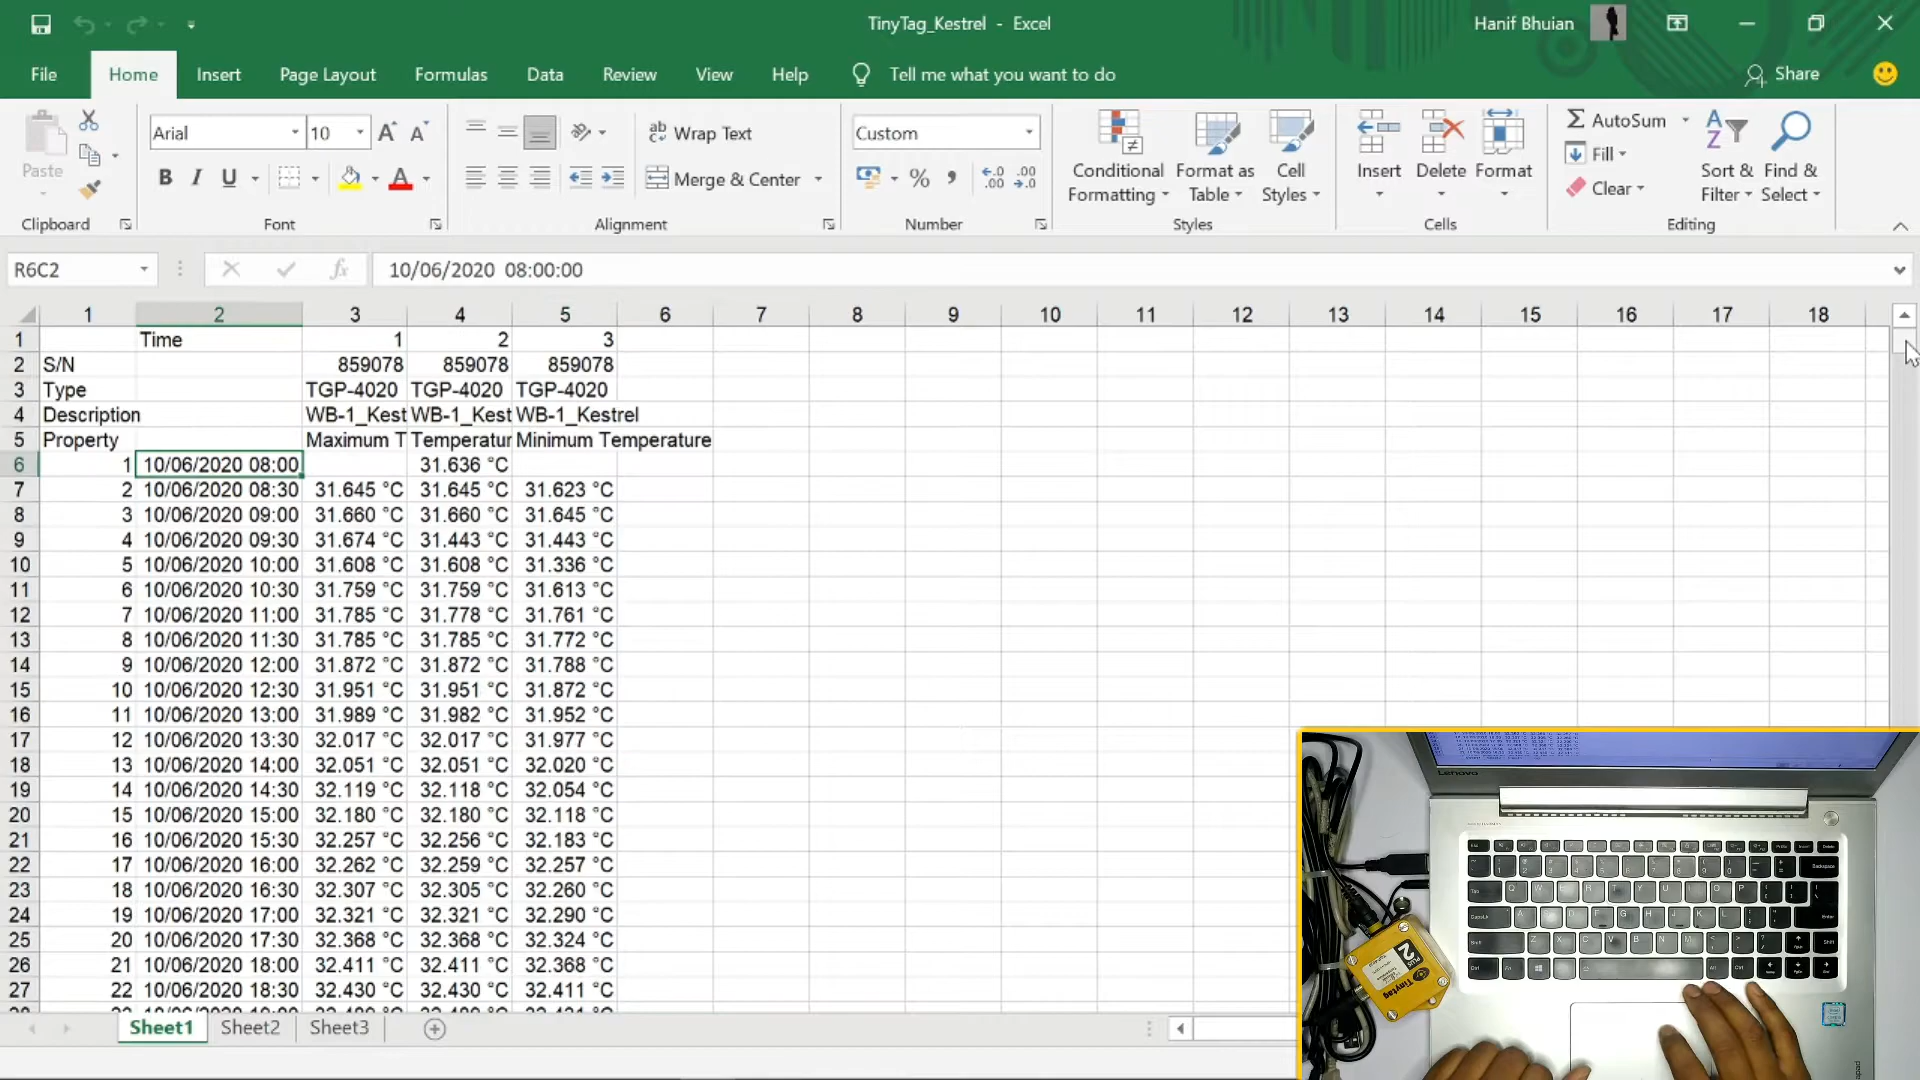 TinyTag_Kestrel - Excel
Hanif Bhuian
File Home Insert Page Layout Formulas Data Review View Help Tell me what you want to do Share
Paste
Clipboard
Arial 10
B I U
Font
Wrap Text
Merge & Center
Alignment
Custom
Number
Conditional Formatting
Format as Table
Cell Styles
Styles
Insert Delete Format
Cells
AutoSum
Fill
Clear
Sort & Filter
Find & Select
Editing
R6C2 fx 10/06/2020 08:00:00
1 2 3 4 5 6 7 8 9 10 11 12 13 14 15 16 17 18
1 Time 1 2 3
2 S/N 859078 859078 859078
3 Type TGP-4020 TGP-4020 TGP-4020
4 Description WB-1_Kest WB-1_Kest WB-1_Kestrel
5 Property Maximum T Temperatur Minimum Temperature
6 1 10/06/2020 08:00 31.636 °C
7 2 10/06/2020 08:30 31.645 °C 31.645 °C 31.623 °C
8 3 10/06/2020 09:00 31.660 °C 31.660 °C 31.645 °C
9 4 10/06/2020 09:30 31.674 °C 31.443 °C 31.443 °C
10 5 10/06/2020 10:00 31.608 °C 31.608 °C 31.336 °C
11 6 10/06/2020 10:30 31.759 °C 31.759 °C 31.613 °C
12 7 10/06/2020 11:00 31.785 °C 31.778 °C 31.761 °C
13 8 10/06/2020 11:30 31.785 °C 31.785 °C 31.772 °C
14 9 10/06/2020 12:00 31.872 °C 31.872 °C 31.788 °C
15 10 10/06/2020 12:30 31.951 °C 31.951 °C 31.872 °C
16 11 10/06/2020 13:00 31.989 °C 31.982 °C 31.952 °C
17 12 10/06/2020 13:30 32.017 °C 32.017 °C 31.977 °C
18 13 10/06/2020 14:00 32.051 °C 32.051 °C 32.020 °C
19 14 10/06/2020 14:30 32.119 °C 32.118 °C 32.054 °C
20 15 10/06/2020 15:00 32.180 °C 32.180 °C 32.118 °C
21 16 10/06/2020 15:30 32.257 °C 32.256 °C 32.183 °C
22 17 10/06/2020 16:00 32.262 °C 32.259 °C 32.257 °C
23 18 10/06/2020 16:30 32.307 °C 32.305 °C 32.260 °C
24 19 10/06/2020 17:00 32.321 °C 32.321 °C 32.290 °C
25 20 10/06/2020 17:30 32.368 °C 32.368 °C 32.324 °C
26 21 10/06/2020 18:00 32.411 °C 32.411 °C 32.368 °C
27 22 10/06/2020 18:30 32.430 °C 32.430 °C 32.411 °C
Sheet1 Sheet2 Sheet3
Lenovo
PLUS 2
Tinytag